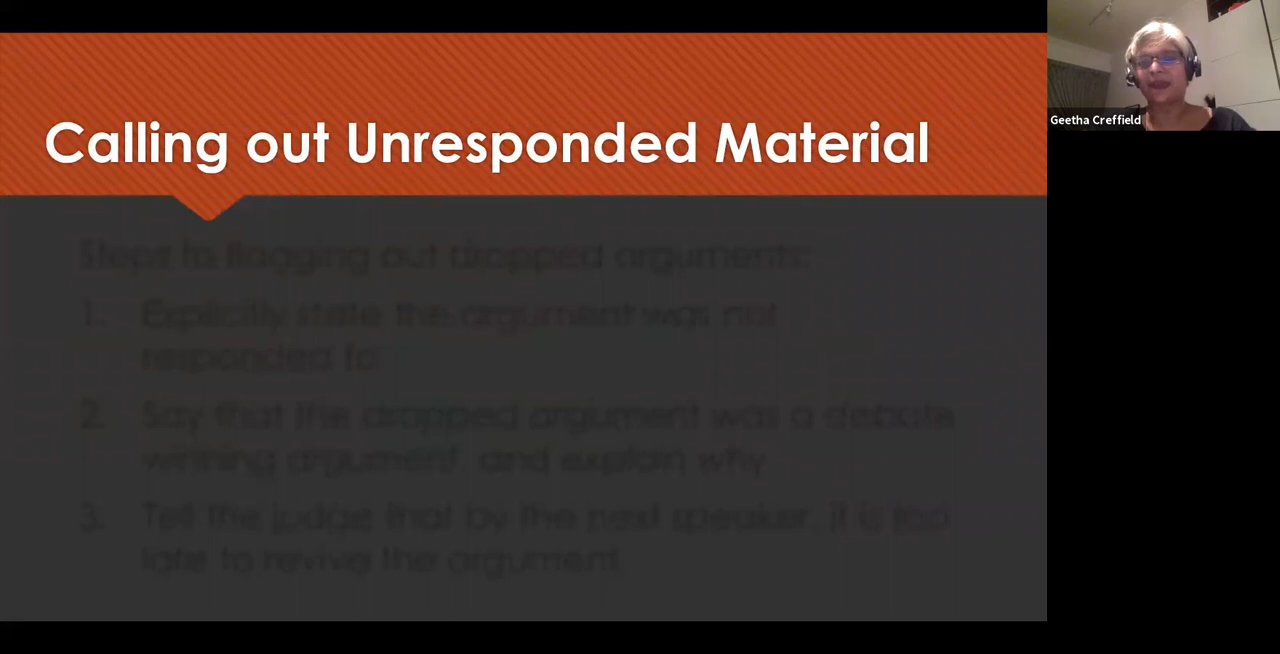 Calling out Unresponded Material
Geetha Creffield
Steps to flagging out dropped arguments:
1. Explicitly state the argument was not
responded to
2. Say that the dropped argument was a debate
winning argument, and explain why
3. Tell the judge that by the next speaker, it is too
late to revive the argument